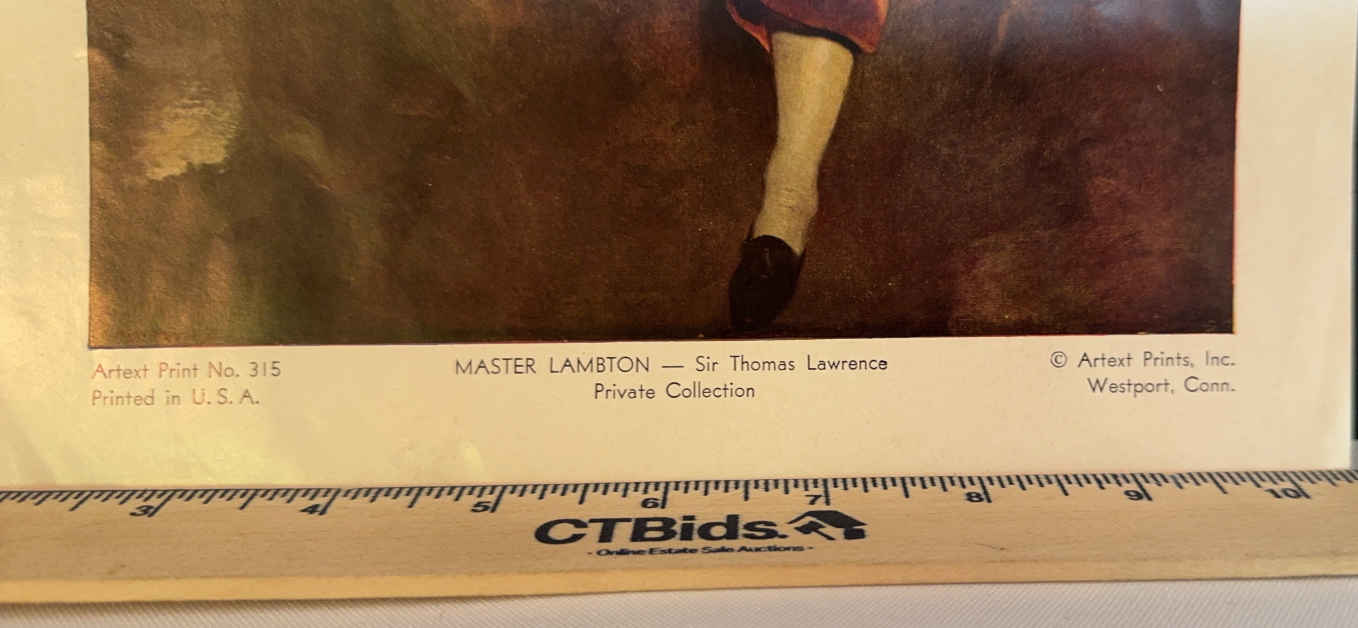 Artext Print No. 315
Printed in U. S. A.
MASTER LAMBTON — Sir Thomas Lawrence
Private Collection
© Artext Prints, Inc.
Westport, Conn.
3 4 5 6 7 8 9 10
CTBids.
- Online Estate Sale Auctions -